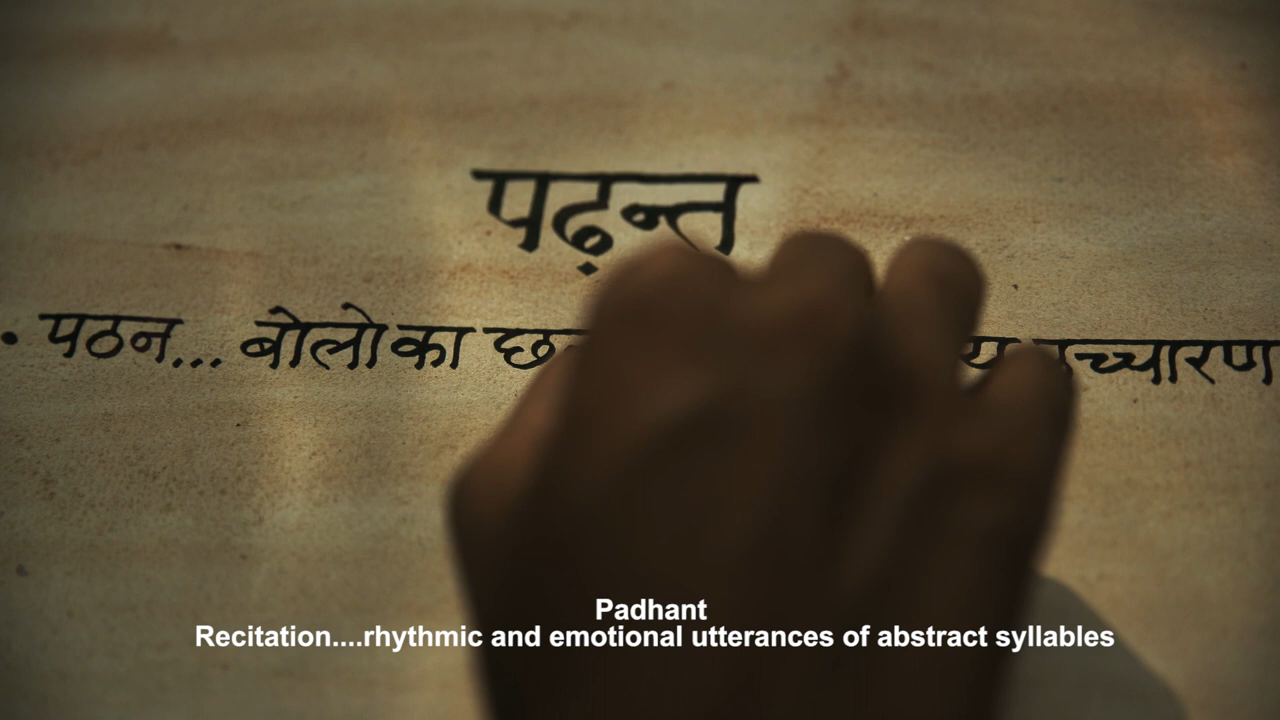 पढ़न्त
• पठन... बोलो का उच्चारण
Padhant
Recitation....rhythmic and emotional utterances of abstract syllables